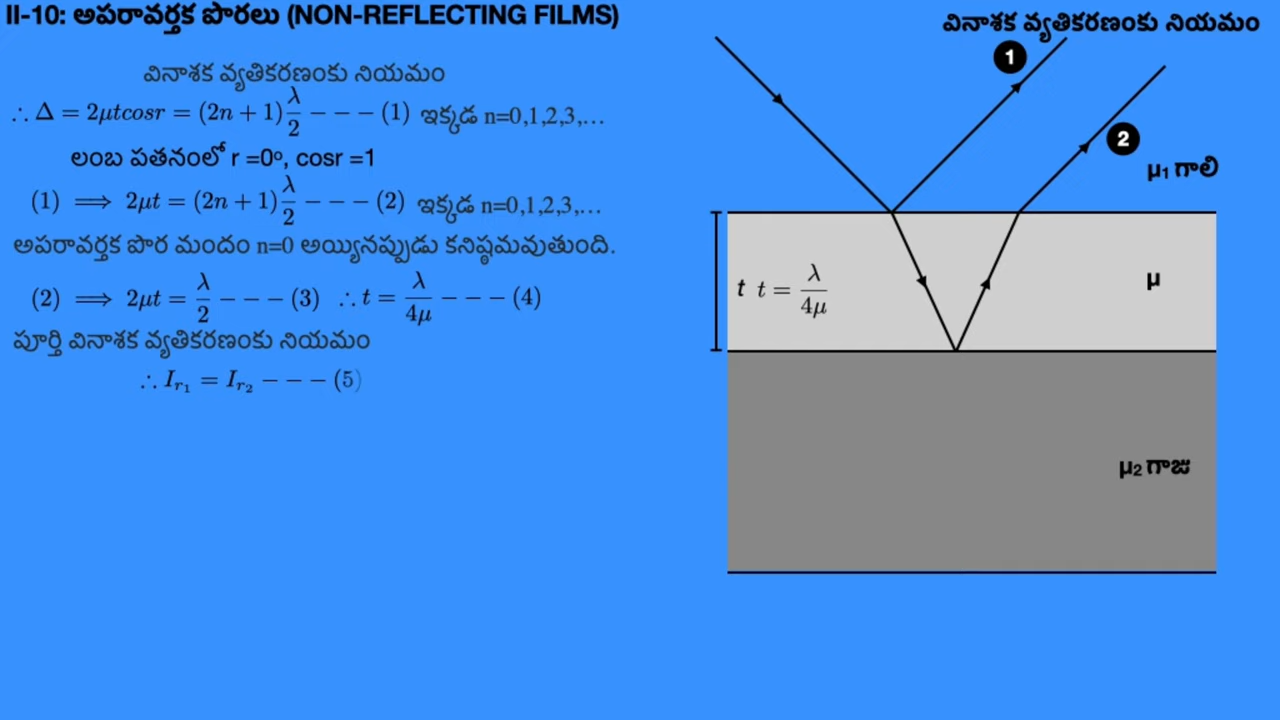 II-10: అపరావర్తక పొరలు (NON-REFLECTING FILMS)
వినాశక వ్యతికరణంకు నియమం
∴ Δ = 2μtcosr = (2n + 1)λ/2 - - - (1) ఇక్కడ n=0,1,2,3,...
లంబ పతనంలో r =0º, cosr =1
(1) ⟹ 2μt = (2n + 1)λ/2 - - - (2) ఇక్కడ n=0,1,2,3,...
అపరావర్తక పొర మందం n=0 అయ్యినప్పుడు కనిష్ఠమవుతుంది.
(2) ⟹ 2μt = λ/2 - - - (3) ∴ t = λ/4μ - - - (4)
పూర్తి వినాశక వ్యతికరణంకు నియమం
∴ I_{r₁} = I_{r₂} - - - (5)
వినాశక వ్యతికరణంకు నియమం
1
2
μ₁ గాలి
t t = λ/4μ
μ
μ₂ గాజు